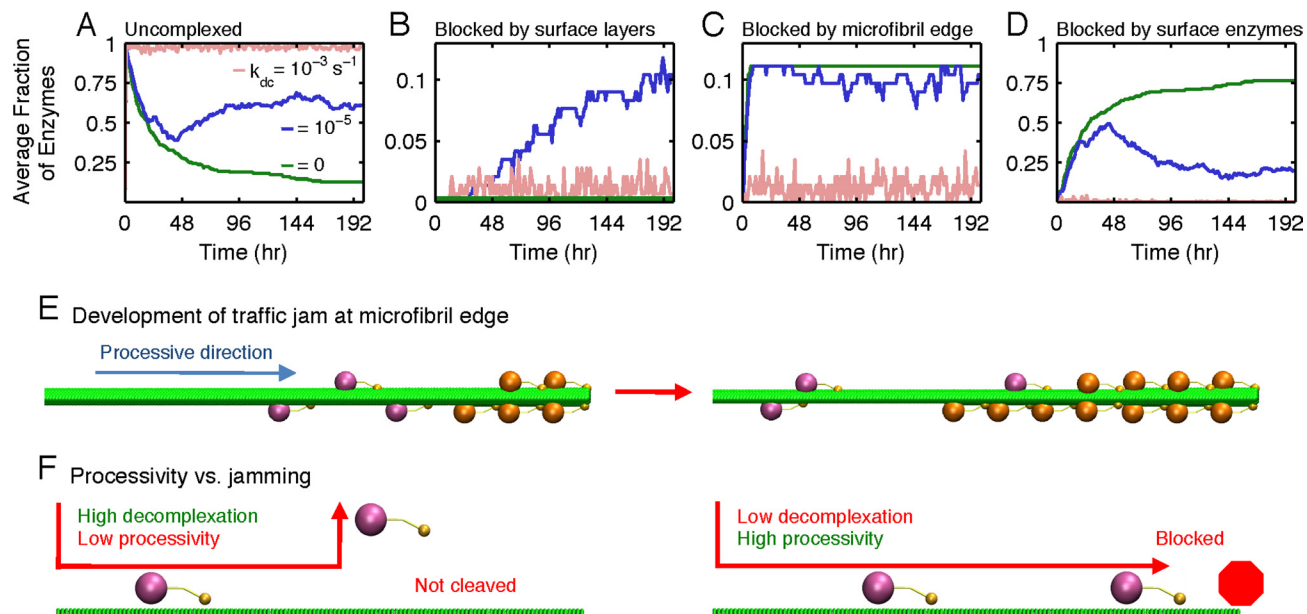 A Uncomplexed
B Blocked by surface layers
C Blocked by microfibril edge
D Blocked by surface enzymes
Average Fraction
of Enzymes
1
0.75
0.5
0.25
k_dc = 10⁻³ s⁻¹
= 10⁻⁵
= 0
0 48 96 144 192
Time (hr)
0.1
0.05
0
48 96 144 192
Time (hr)
0.1
0.05
0
48 96 144 192
Time (hr)
1
0.75
0.5
0.25
0 48 96 144 192
Time (hr)
E Development of traffic jam at microfibril edge
Processive direction
F Processivity vs. jamming
High decomplexation
Low processivity
Not cleaved
Low decomplexation
High processivity
Blocked